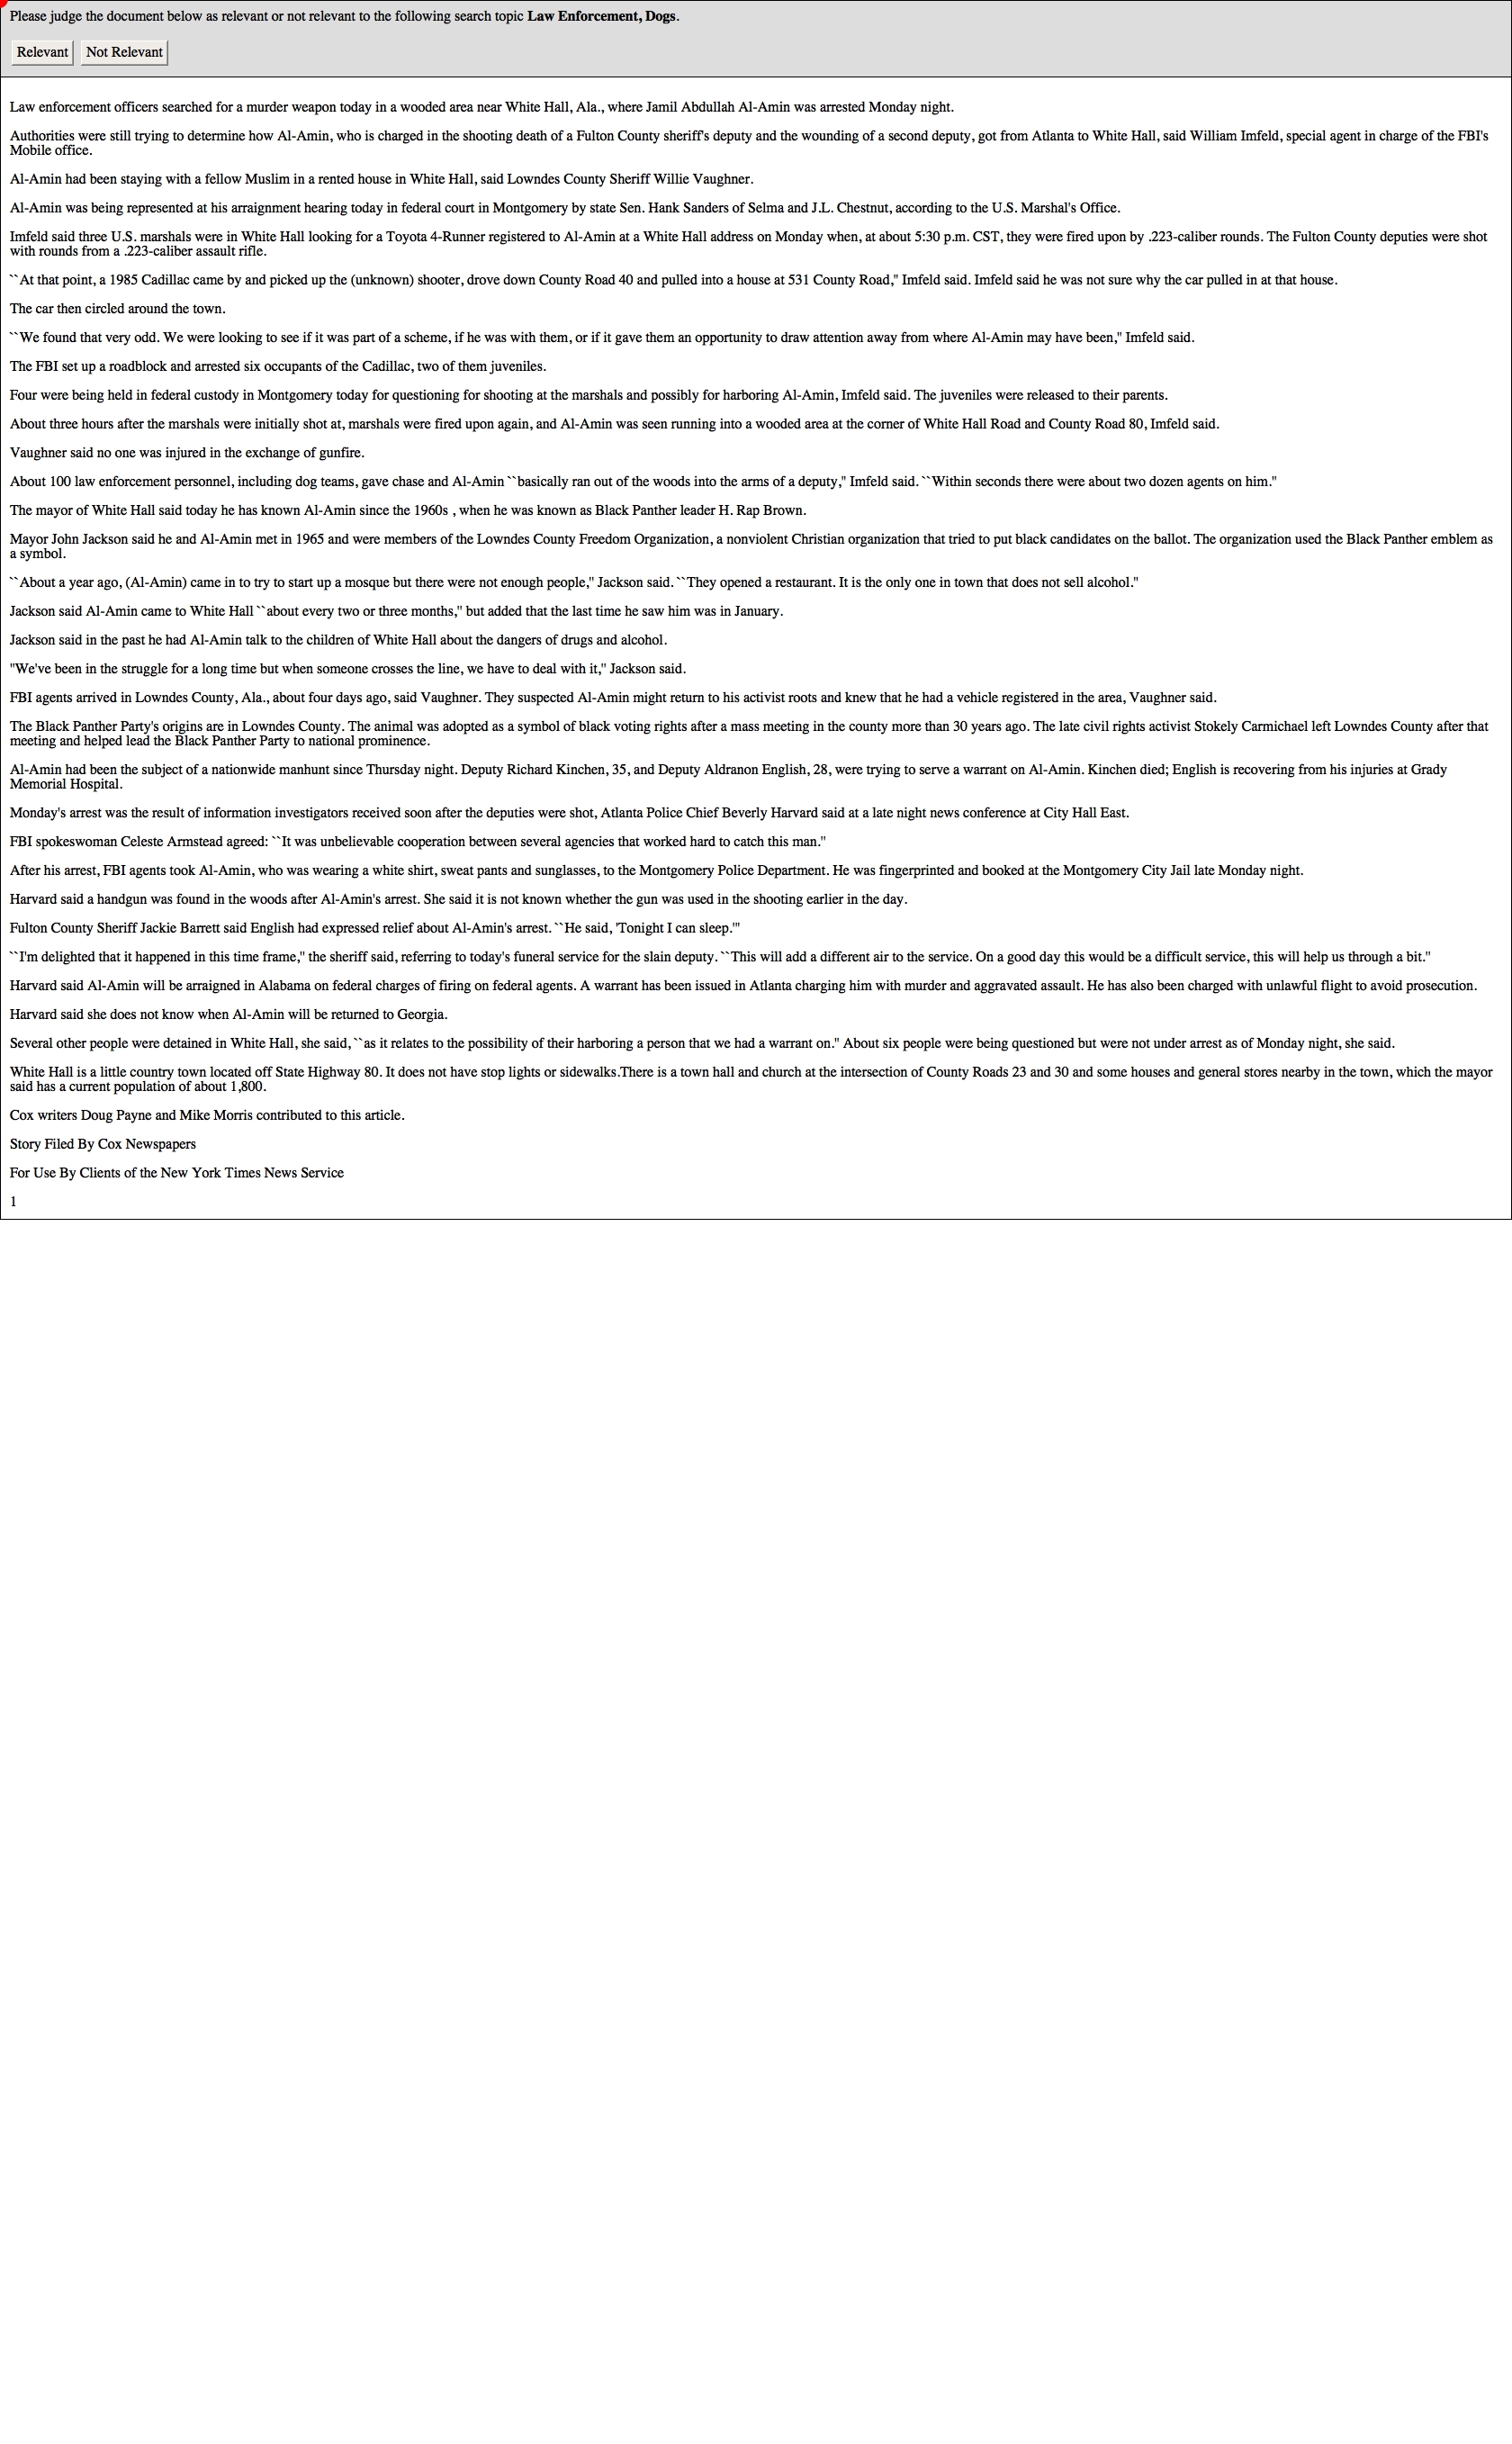 Please judge the document below as relevant or not relevant to the following search topic Law Enforcement, Dogs.
Relevant Not Relevant
Law enforcement officers searched for a murder weapon today in a wooded area near White Hall, Ala., where Jamil Abdullah Al-Amin was arrested Monday night.
Authorities were still trying to determine how Al-Amin, who is charged in the shooting death of a Fulton County sheriff's deputy and the wounding of a second deputy, got from Atlanta to White Hall, said William Imfeld, special agent in charge of the FBI's
Mobile office.
Al-Amin had been staying with a fellow Muslim in a rented house in White Hall, said Lowndes County Sheriff Willie Vaughner.
Al-Amin was being represented at his arraignment hearing today in federal court in Montgomery by state Sen. Hank Sanders of Selma and J.L. Chestnut, according to the U.S. Marshal's Office.
Imfeld said three U.S. marshals were in White Hall looking for a Toyota 4-Runner registered to Al-Amin at a White Hall address on Monday when, at about 5:30 p.m. CST, they were fired upon by .223-caliber rounds. The Fulton County deputies were shot
with rounds from a .223-caliber assault rifle.
``At that point, a 1985 Cadillac came by and picked up the (unknown) shooter, drove down County Road 40 and pulled into a house at 531 County Road,'' Imfeld said. Imfeld said he was not sure why the car pulled in at that house.
The car then circled around the town.
``We found that very odd. We were looking to see if it was part of a scheme, if he was with them, or if it gave them an opportunity to draw attention away from where Al-Amin may have been,'' Imfeld said.
The FBI set up a roadblock and arrested six occupants of the Cadillac, two of them juveniles.
Four were being held in federal custody in Montgomery today for questioning for shooting at the marshals and possibly for harboring Al-Amin, Imfeld said. The juveniles were released to their parents.
About three hours after the marshals were initially shot at, marshals were fired upon again, and Al-Amin was seen running into a wooded area at the corner of White Hall Road and County Road 80, Imfeld said.
Vaughner said no one was injured in the exchange of gunfire.
About 100 law enforcement personnel, including dog teams, gave chase and Al-Amin ``basically ran out of the woods into the arms of a deputy,'' Imfeld said. ``Within seconds there were about two dozen agents on him.''
The mayor of White Hall said today he has known Al-Amin since the 1960s , when he was known as Black Panther leader H. Rap Brown.
Mayor John Jackson said he and Al-Amin met in 1965 and were members of the Lowndes County Freedom Organization, a nonviolent Christian organization that tried to put black candidates on the ballot. The organization used the Black Panther emblem as
a symbol.
``About a year ago, (Al-Amin) came in to try to start up a mosque but there were not enough people,'' Jackson said. ``They opened a restaurant. It is the only one in town that does not sell alcohol.''
Jackson said Al-Amin came to White Hall ``about every two or three months,'' but added that the last time he saw him was in January.
Jackson said in the past he had Al-Amin talk to the children of White Hall about the dangers of drugs and alcohol.
"We've been in the struggle for a long time but when someone crosses the line, we have to deal with it,'' Jackson said.
FBI agents arrived in Lowndes County, Ala., about four days ago, said Vaughner. They suspected Al-Amin might return to his activist roots and knew that he had a vehicle registered in the area, Vaughner said.
The Black Panther Party's origins are in Lowndes County. The animal was adopted as a symbol of black voting rights after a mass meeting in the county more than 30 years ago. The late civil rights activist Stokely Carmichael left Lowndes County after that
meeting and helped lead the Black Panther Party to national prominence.
Al-Amin had been the subject of a nationwide manhunt since Thursday night. Deputy Richard Kinchen, 35, and Deputy Aldranon English, 28, were trying to serve a warrant on Al-Amin. Kinchen died; English is recovering from his injuries at Grady
Memorial Hospital.
Monday's arrest was the result of information investigators received soon after the deputies were shot, Atlanta Police Chief Beverly Harvard said at a late night news conference at City Hall East.
FBI spokeswoman Celeste Armstead agreed: ``It was unbelievable cooperation between several agencies that worked hard to catch this man.''
After his arrest, FBI agents took Al-Amin, who was wearing a white shirt, sweat pants and sunglasses, to the Montgomery Police Department. He was fingerprinted and booked at the Montgomery City Jail late Monday night.
Harvard said a handgun was found in the woods after Al-Amin's arrest. She said it is not known whether the gun was used in the shooting earlier in the day.
Fulton County Sheriff Jackie Barrett said English had expressed relief about Al-Amin's arrest. ``He said, 'Tonight I can sleep.'''
``I'm delighted that it happened in this time frame,'' the sheriff said, referring to today's funeral service for the slain deputy. ``This will add a different air to the service. On a good day this would be a difficult service, this will help us through a bit.''
Harvard said Al-Amin will be arraigned in Alabama on federal charges of firing on federal agents. A warrant has been issued in Atlanta charging him with murder and aggravated assault. He has also been charged with unlawful flight to avoid prosecution.
Harvard said she does not know when Al-Amin will be returned to Georgia.
Several other people were detained in White Hall, she said, ``as it relates to the possibility of their harboring a person that we had a warrant on.'' About six people were being questioned but were not under arrest as of Monday night, she said.
White Hall is a little country town located off State Highway 80. It does not have stop lights or sidewalks.There is a town hall and church at the intersection of County Roads 23 and 30 and some houses and general stores nearby in the town, which the mayor
said has a current population of about 1,800.
Cox writers Doug Payne and Mike Morris contributed to this article.
Story Filed By Cox Newspapers
For Use By Clients of the New York Times News Service
1